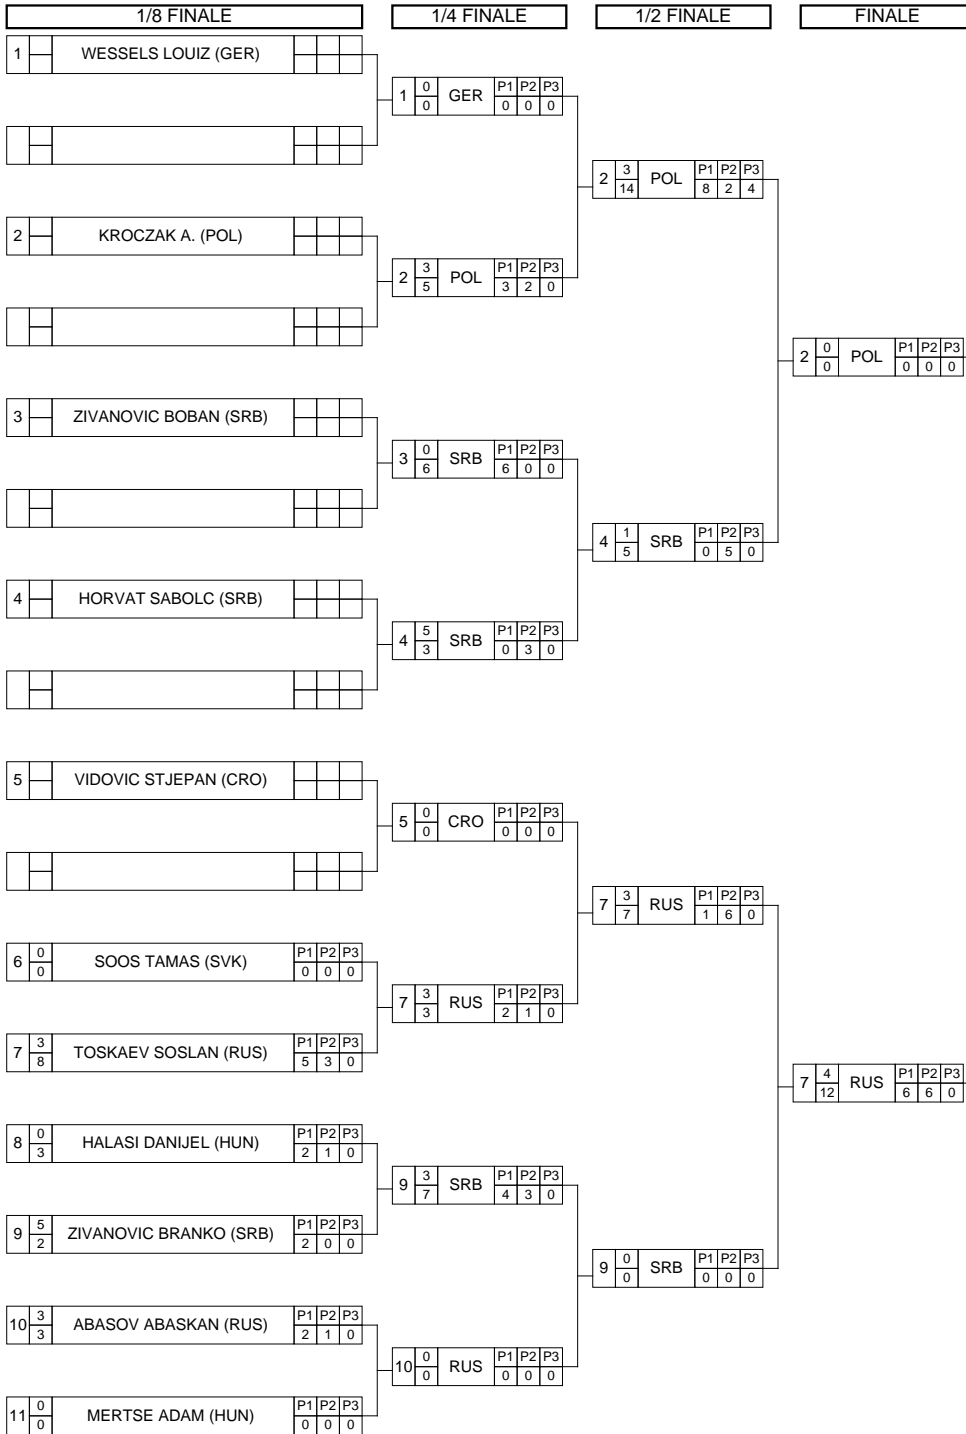 1/8 FINALE 1/4 FINALE 1/2 FINALE FINALE
1 WESSELS LOUIZ (GER)
1 0 0 GER P1 P2 P3 0 0 0
2 3 14 POL P1 P2 P3 8 2 4
2 KROCZAK A. (POL)
2 3 5 POL P1 P2 P3 3 2 0
2 0 0 POL P1 P2 P3 0 0 0
3 ZIVANOVIC BOBAN (SRB)
3 0 6 SRB P1 P2 P3 6 0 0
4 1 5 SRB P1 P2 P3 0 5 0
4 HORVAT SABOLC (SRB)
4 5 3 SRB P1 P2 P3 0 3 0
5 VIDOVIC STJEPAN (CRO)
5 0 0 CRO P1 P2 P3 0 0 0
7 3 7 RUS P1 P2 P3 1 6 0
6 0 0 SOOS TAMAS (SVK) P1 P2 P3 0 0 0
7 3 3 RUS P1 P2 P3 2 1 0
7 3 8 TOSKAEV SOSLAN (RUS) P1 P2 P3 5 3 0
7 4 12 RUS P1 P2 P3 6 6 0
8 0 3 HALASI DANIJEL (HUN) P1 P2 P3 2 1 0
9 3 7 SRB P1 P2 P3 4 3 0
9 5 2 ZIVANOVIC BRANKO (SRB) P1 P2 P3 2 0 0
9 0 0 SRB P1 P2 P3 0 0 0
10 3 3 ABASOV ABASKAN (RUS) P1 P2 P3 2 1 0
10 0 0 RUS P1 P2 P3 0 0 0
11 0 0 MERTSE ADAM (HUN) P1 P2 P3 0 0 0